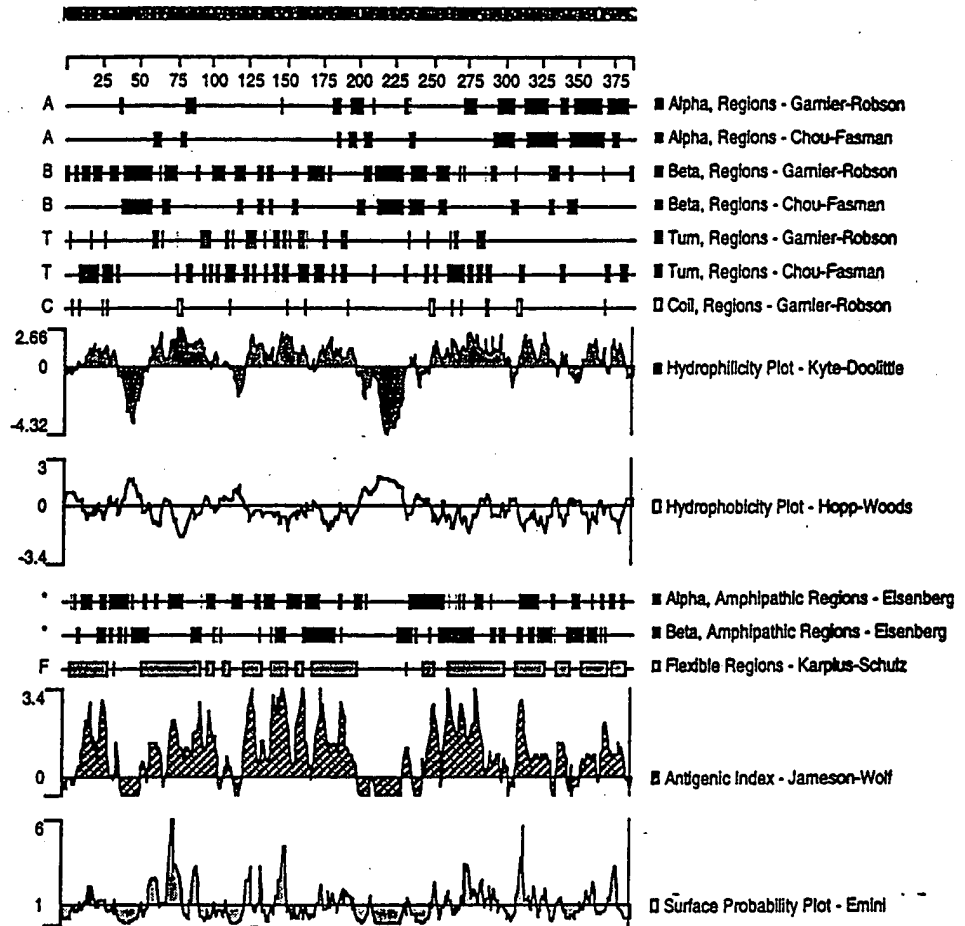 25 50 75 100 125 150 175 200 225 250 275 300 325 350 375
A Alpha, Regions - Garnier-Robson
A Alpha, Regions - Chou-Fasman
B Beta, Regions - Garnier-Robson
B Beta, Regions - Chou-Fasman
T Turn, Regions - Garnier-Robson
T Turn, Regions - Chou-Fasman
C Coil, Regions - Garnier-Robson
2.66
0 Hydrophilicity Plot - Kyte-Doolittle
-4.32
3
0 Hydrophobicity Plot - Hopp-Woods
-3.4
* Alpha, Amphipathic Regions - Eisenberg
* Beta, Amphipathic Regions - Eisenberg
F Flexible Regions - Karplus-Schulz
3.4
0 Antigenic Index - Jameson-Wolf
6
1 Surface Probability Plot - Emini